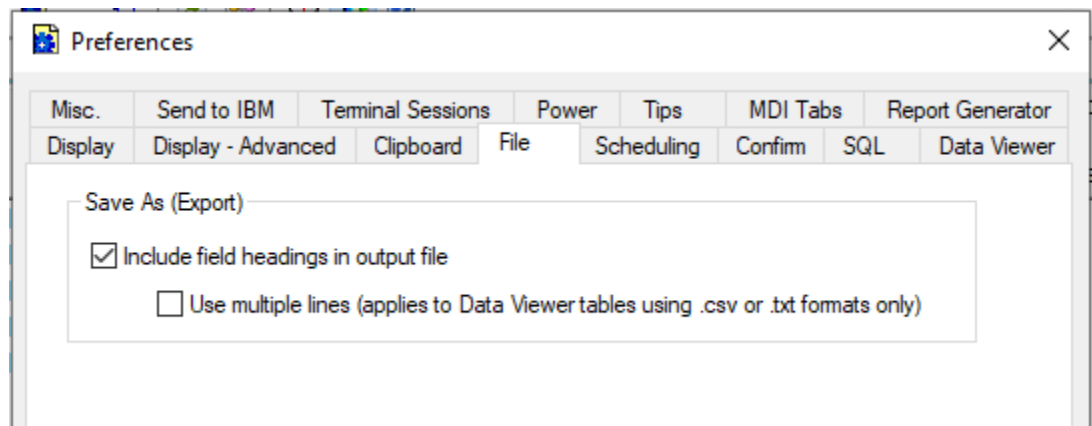 Preferences
Misc. Send to IBM Terminal Sessions Power Tips MDI Tabs Report Generator
Display Display - Advanced Clipboard File Scheduling Confirm SQL Data Viewer
Save As (Export)
Include field headings in output file
Use multiple lines (applies to Data Viewer tables using .csv or .txt formats only)